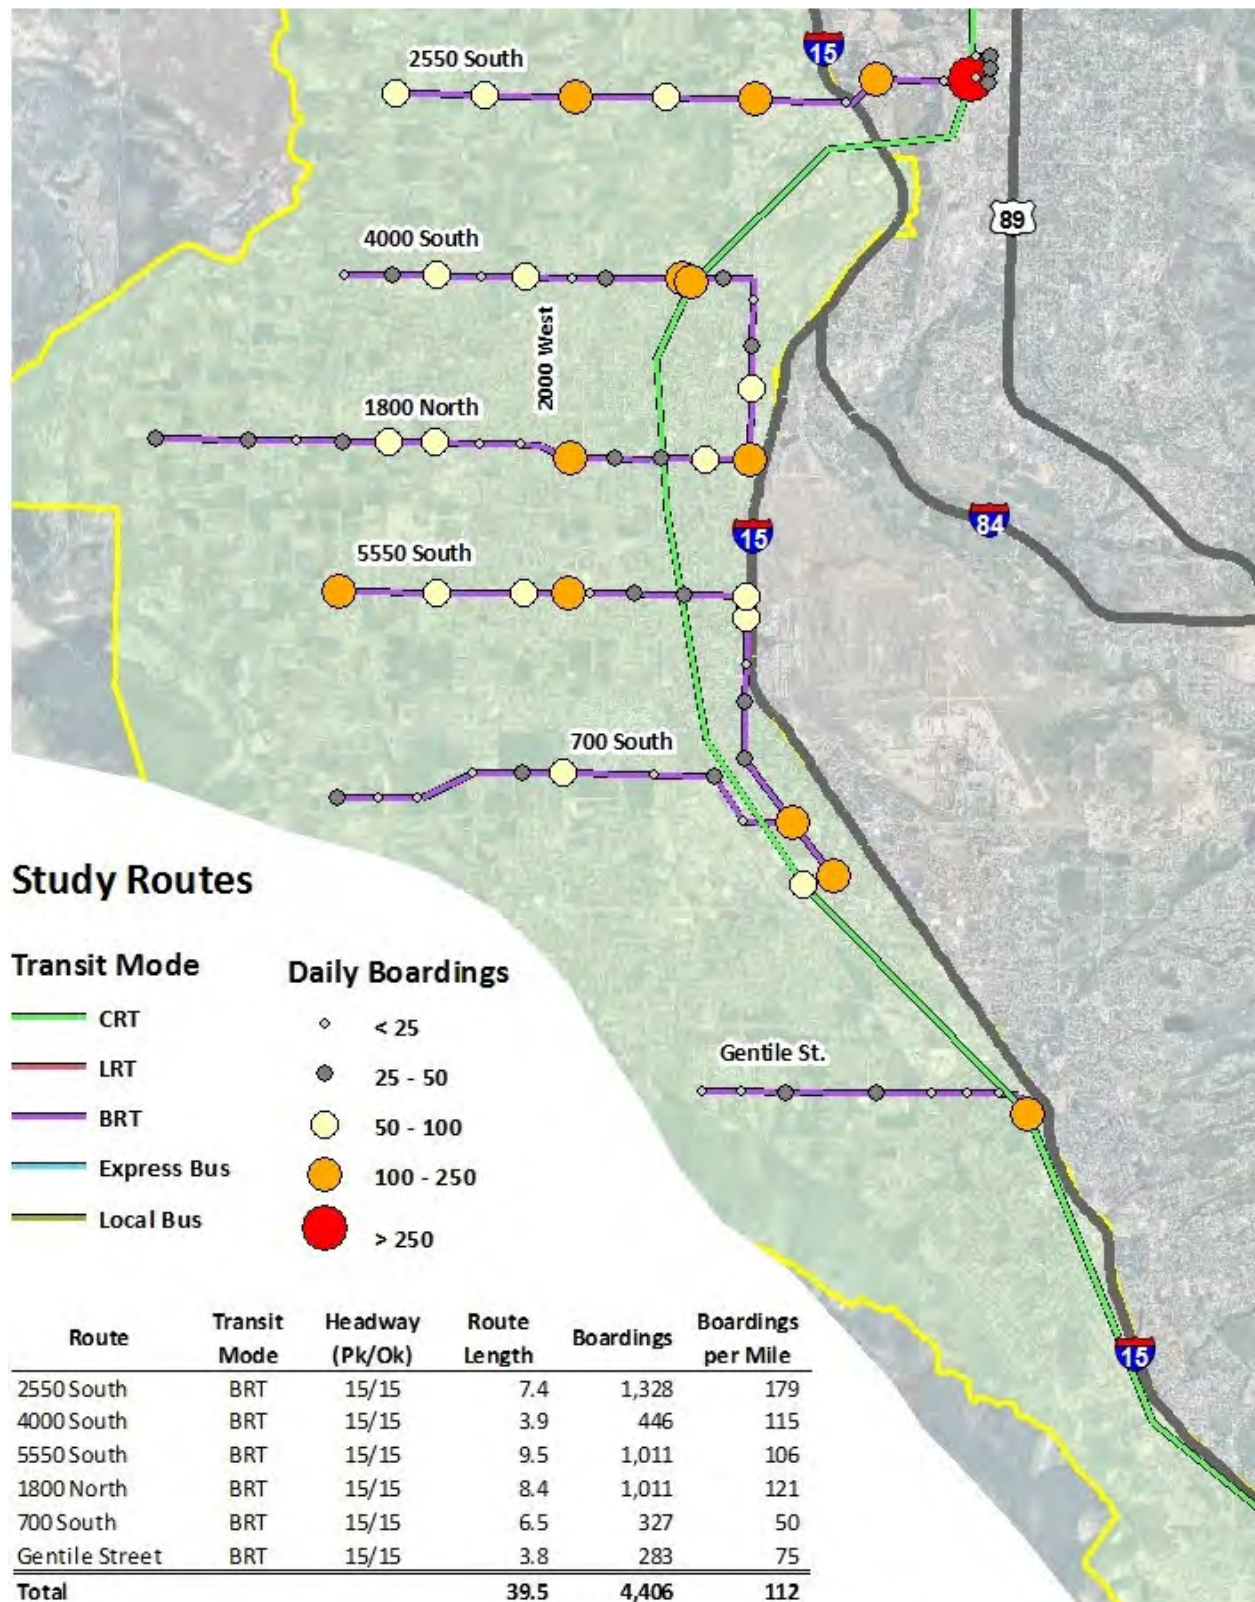 15
2550 South
89
4000 South
2000 West
1800 North
84
15
5550 South
700 South
Study Routes
Transit Mode
CRT
LRT
BRT
Express Bus
Local Bus
Daily Boardings
< 25
25 - 50
50 - 100
100 - 250
> 250
Gentile St.
15
Route Transit Mode Headway (Pk/Ok) Route Length Boardings Boardings per Mile
2550 South BRT 15/15 7.4 1,328 179
4000 South BRT 15/15 3.9 446 115
5550 South BRT 15/15 9.5 1,011 106
1800 North BRT 15/15 8.4 1,011 121
700 South BRT 15/15 6.5 327 50
Gentile Street BRT 15/15 3.8 283 75
Total 39.5 4,406 112